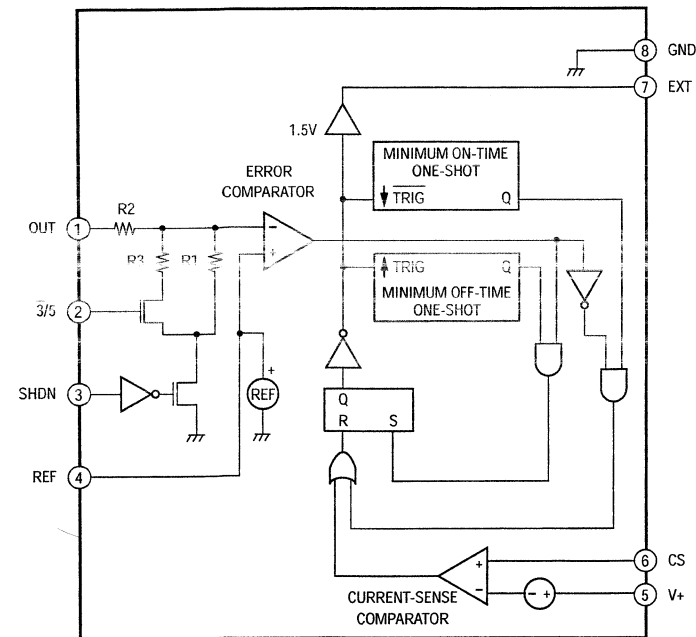 8 GND
7 EXT
1.5V
MINIMUM ON-TIME
ONE-SHOT
TRIG Q
ERROR
COMPARATOR
R2
OUT 1
−
+
R3 R1
TRIG Q
MINIMUM OFF-TIME
ONE-SHOT
3/5 2
SHDN 3
+
REF
Q
R S
REF 4
+
−
6 CS
− +
5 V+
CURRENT-SENSE
COMPARATOR